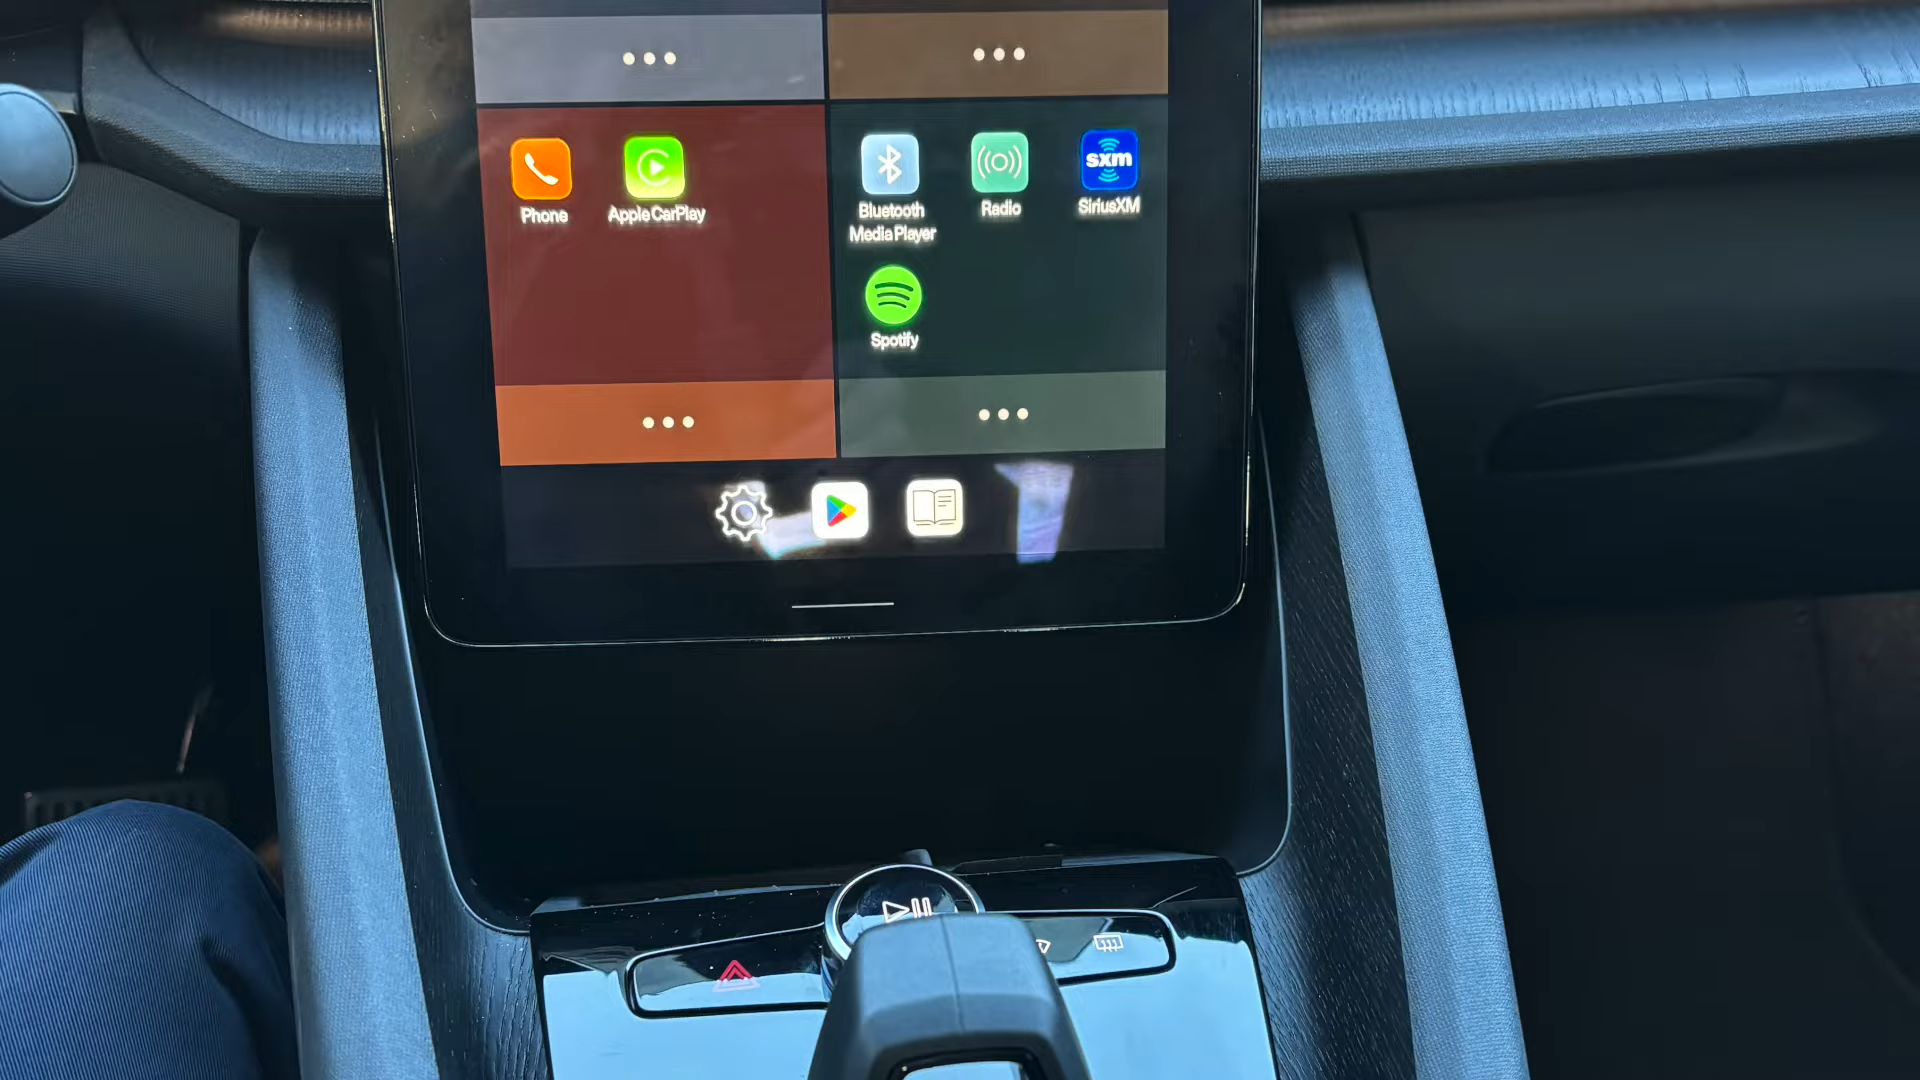 Phone
Apple CarPlay
Bluetooth
Media Player
Radio
sxm
SiriusXM
Spotify